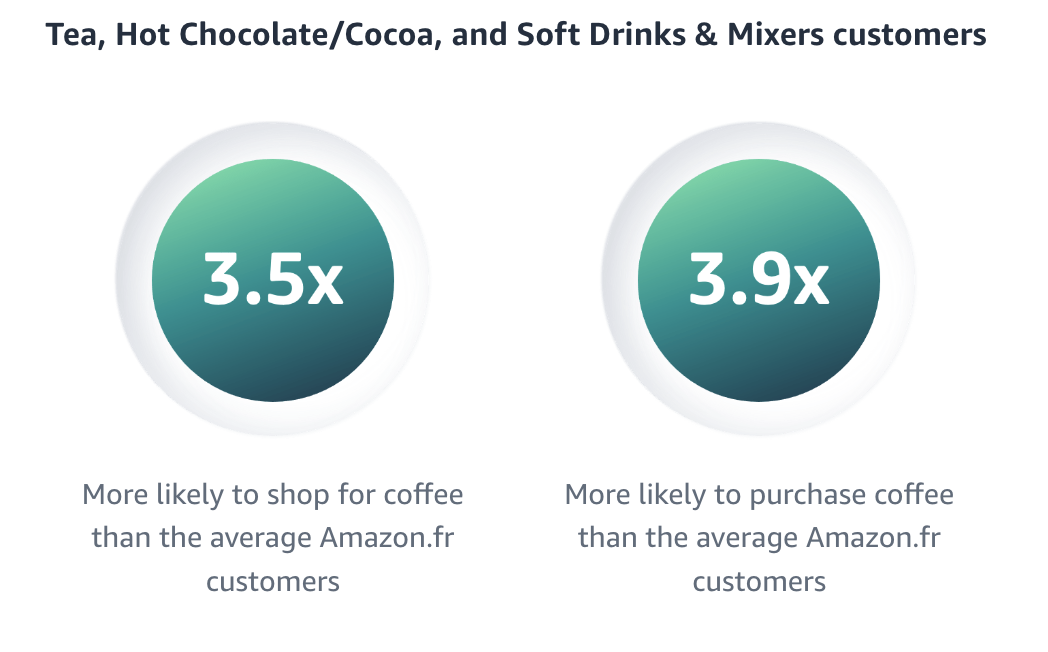 Tea, Hot Chocolate/Cocoa, and Soft Drinks & Mixers customers
3.5x
More likely to shop for coffee
than the average Amazon.fr
customers
3.9x
More likely to purchase coffee
than the average Amazon.fr
customers